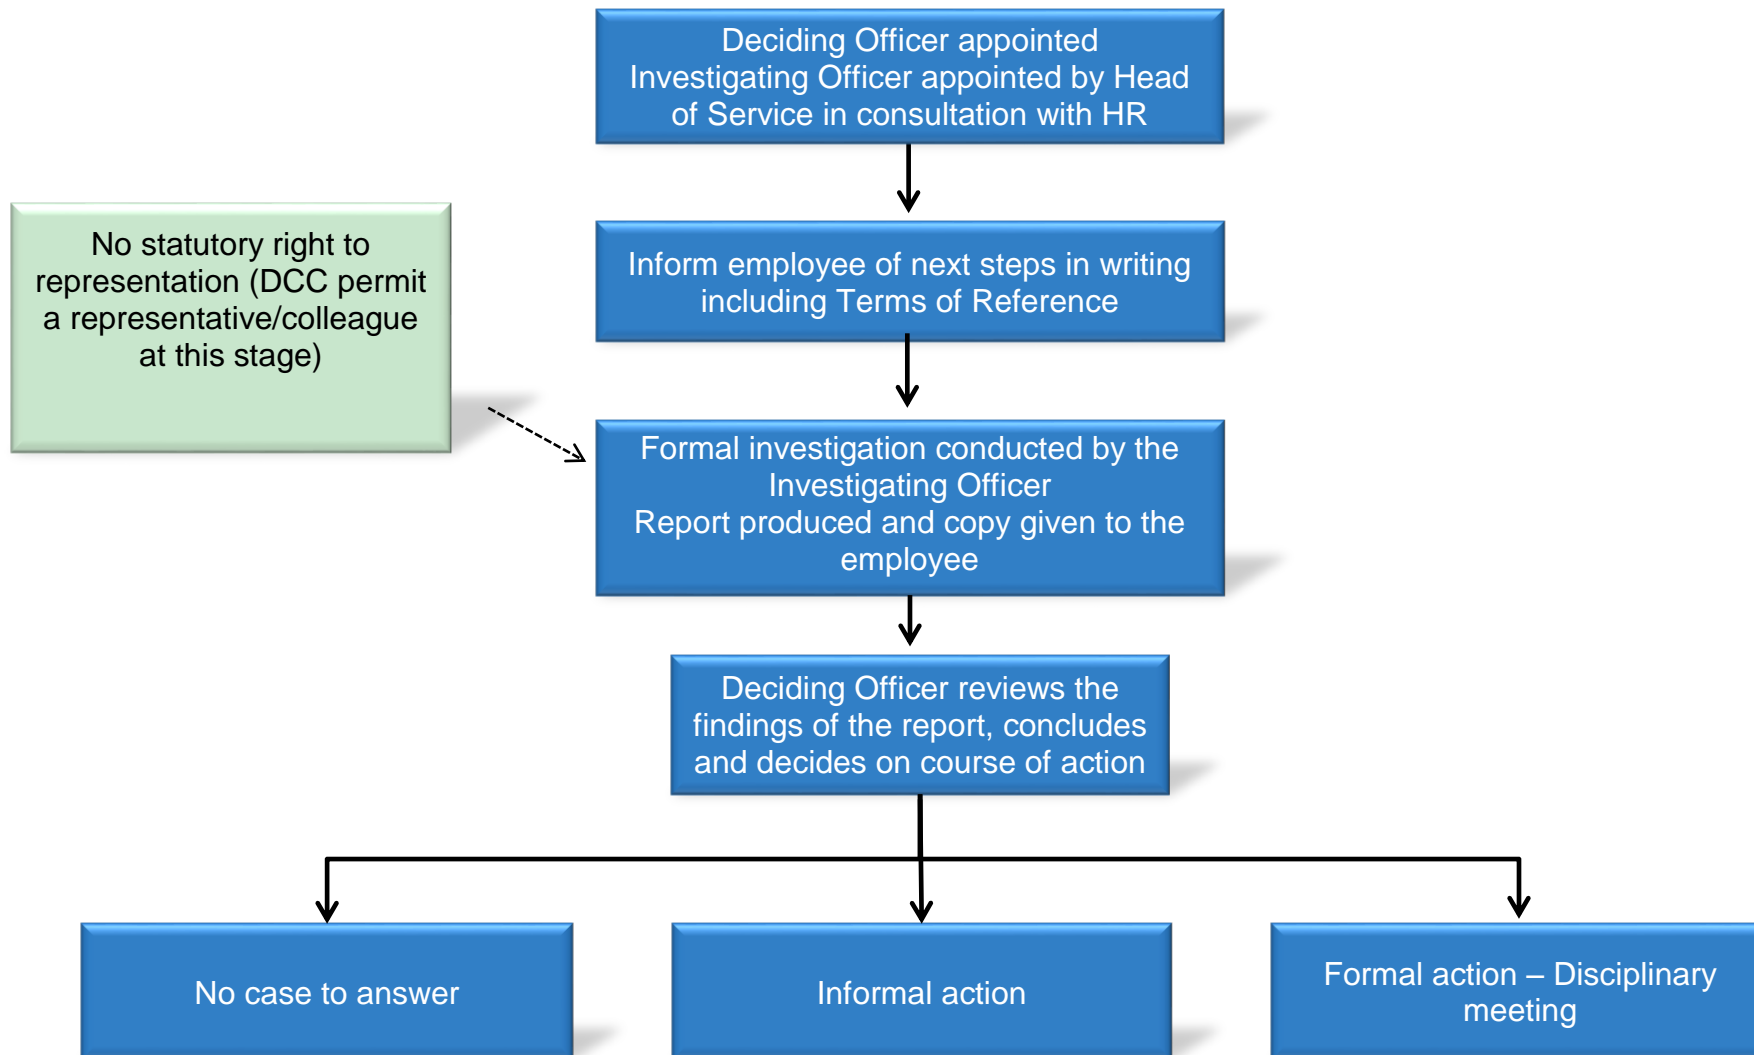 Deciding Officer appointed
Investigating Officer appointed by Head
of Service in consultation with HR
No statutory right to
representation (DCC permit
a representative/colleague
at this stage)
Inform employee of next steps in writing
including Terms of Reference
Formal investigation conducted by the
Investigating Officer
Report produced and copy given to the
employee
Deciding Officer reviews the
findings of the report, concludes
and decides on course of action
No case to answer
Informal action
Formal action – Disciplinary
meeting